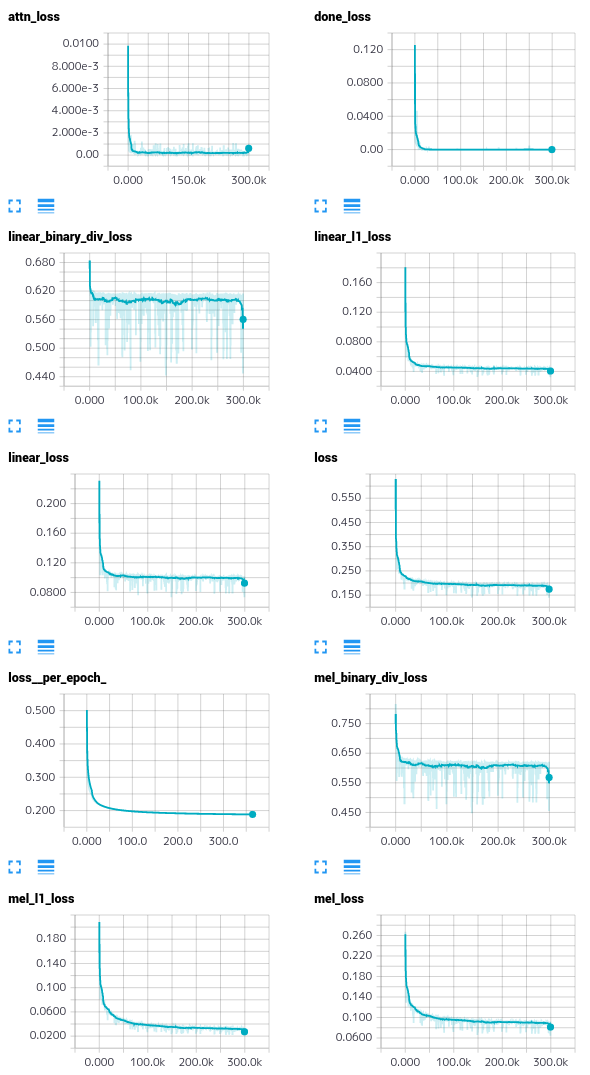 attn_loss
0.0100
8.000e-3
6.000e-3
4.000e-3
2.000e-3
0.00
0.000 150.0k 300.0k
done_loss
0.120
0.0800
0.0400
0.00
0.000 100.0k 200.0k 300.0k
linear_binary_div_loss
0.680
0.620
0.560
0.500
0.440
0.000 100.0k 200.0k 300.0k
linear_l1_loss
0.160
0.120
0.0800
0.0400
0.000 100.0k 200.0k 300.0k
linear_loss
0.200
0.160
0.120
0.0800
0.000 100.0k 200.0k 300.0k
loss
0.550
0.450
0.350
0.250
0.150
0.000 100.0k 200.0k 300.0k
loss__per_epoch_
0.500
0.400
0.300
0.200
0.000 100.0 200.0 300.0
mel_binary_div_loss
0.750
0.650
0.550
0.450
0.000 100.0k 200.0k 300.0k
mel_l1_loss
0.180
0.140
0.100
0.0600
0.0200
0.000 100.0k 200.0k 300.0k
mel_loss
0.260
0.220
0.180
0.140
0.100
0.0600
0.000 100.0k 200.0k 300.0k